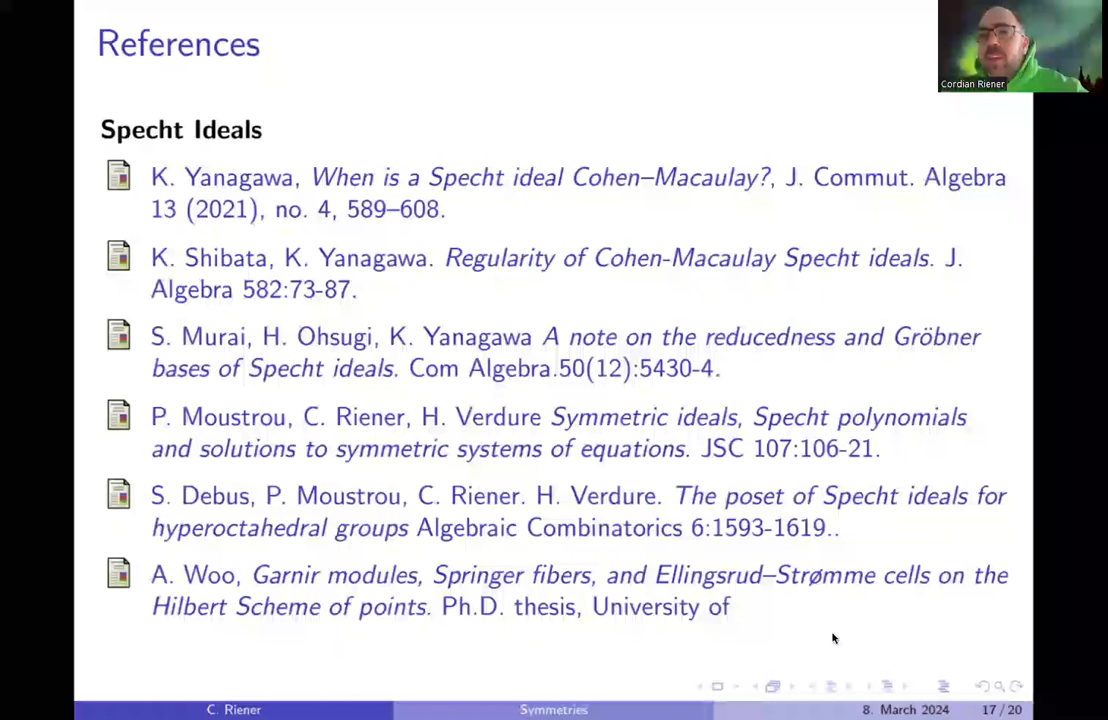 References
Cordian Riener
Specht Ideals
K. Yanagawa, When is a Specht ideal Cohen–Macaulay?, J. Commut. Algebra
13 (2021), no. 4, 589–608.
K. Shibata, K. Yanagawa. Regularity of Cohen-Macaulay Specht ideals. J.
Algebra 582:73-87.
S. Murai, H. Ohsugi, K. Yanagawa A note on the reducedness and Gröbner
bases of Specht ideals. Com Algebra.50(12):5430-4.
P. Moustrou, C. Riener, H. Verdure Symmetric ideals, Specht polynomials
and solutions to symmetric systems of equations. JSC 107:106-21.
S. Debus, P. Moustrou, C. Riener. H. Verdure. The poset of Specht ideals for
hyperoctahedral groups Algebraic Combinatorics 6:1593-1619..
A. Woo, Garnir modules, Springer fibers, and Ellingsrud–Strømme cells on the
Hilbert Scheme of points. Ph.D. thesis, University of
C. Riener Symmetries 8. March 2024 17 / 20